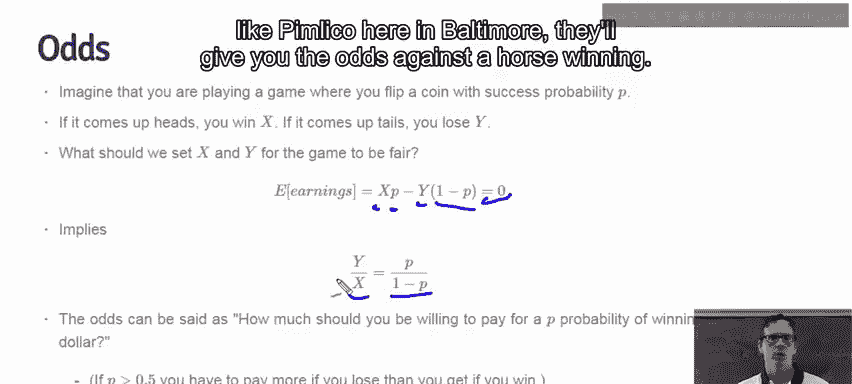 like Pimlico here in Baltimore, they'll
give you the odds against a horse winning.
Odds
· Imagine that you are playing a game where you flip a coin with success probability p.
· If it comes up heads, you win X. If it comes up tails, you lose Y.
· What should we set X and Y for the game to be fair?
E[earnings] = Xp − Y(1 − p) = 0
· Implies
Y/X = p/(1 − p)
· The odds can be said as "How much should you be willing to pay for a p probability of
dollar?"
- (If p > 0.5 you have to pay more if you lose than you get if you win.)